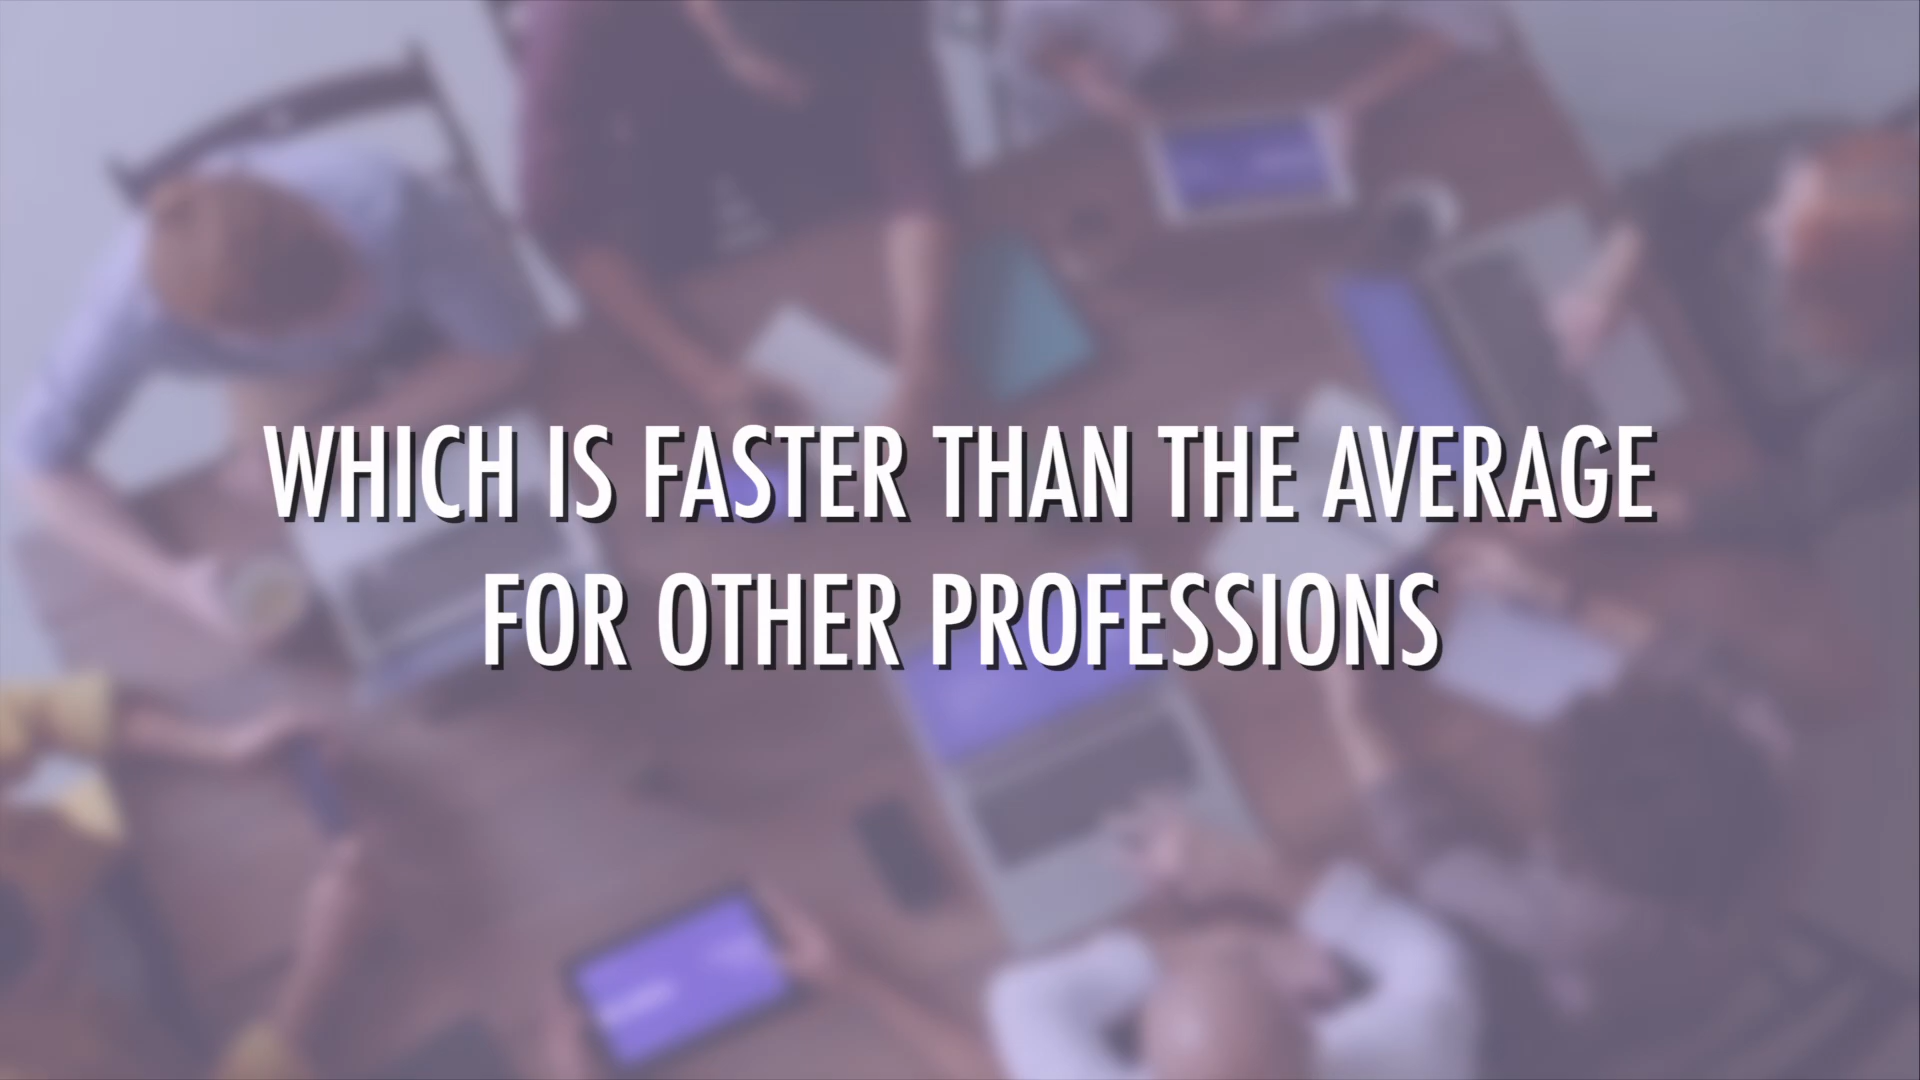 WHICH IS FASTER THAN THE AVERAGE
FOR OTHER PROFESSIONS